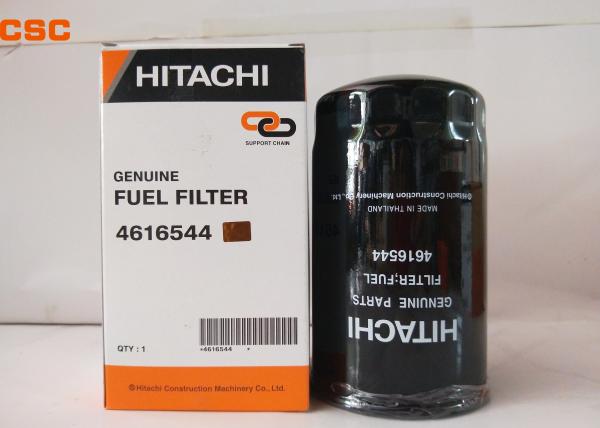 CSC
HITACHI
SUPPORT CHAIN
GENUINE
FUEL FILTER
4616544
QTY : 1
*4616544 *
©Hitachi Construction Machinery Co., Ltd.
HITACHI
GENUINE PARTS
FILTER;FUEL
4616544
MADE IN THAILAND
©Hitachi Construction Machinery Co., Ltd.